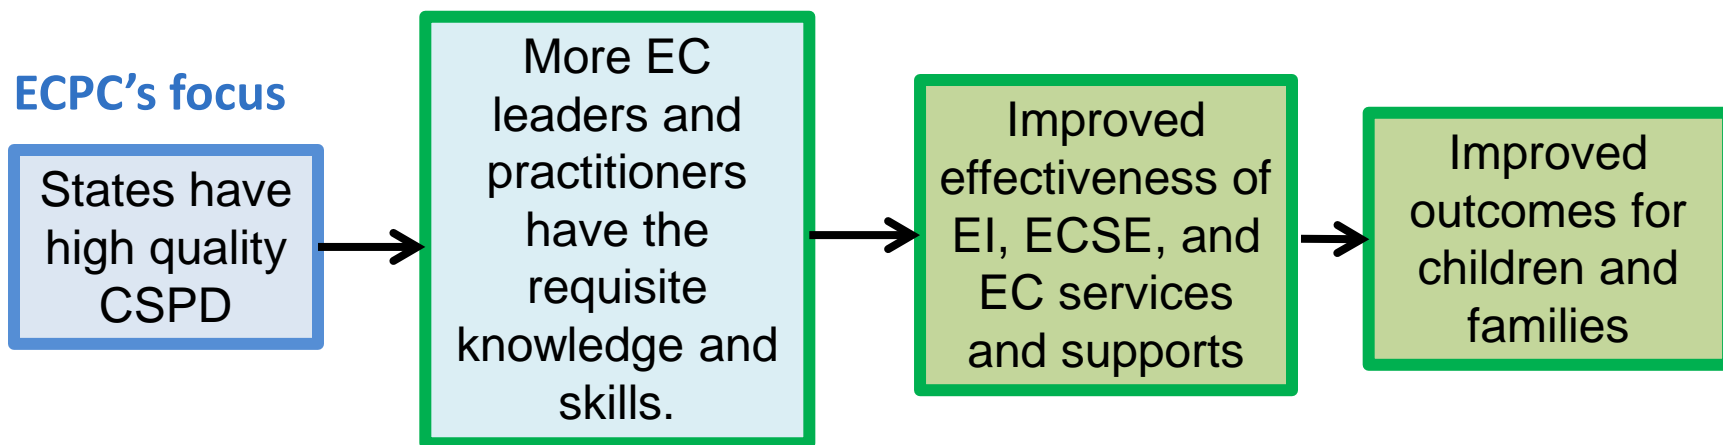 ECPC’s focus
States have
high quality
CSPD
More EC
leaders and
practitioners
have the
requisite
knowledge and
skills.
Improved
effectiveness of
EI, ECSE, and
EC services
and supports
Improved
outcomes for
children and
families